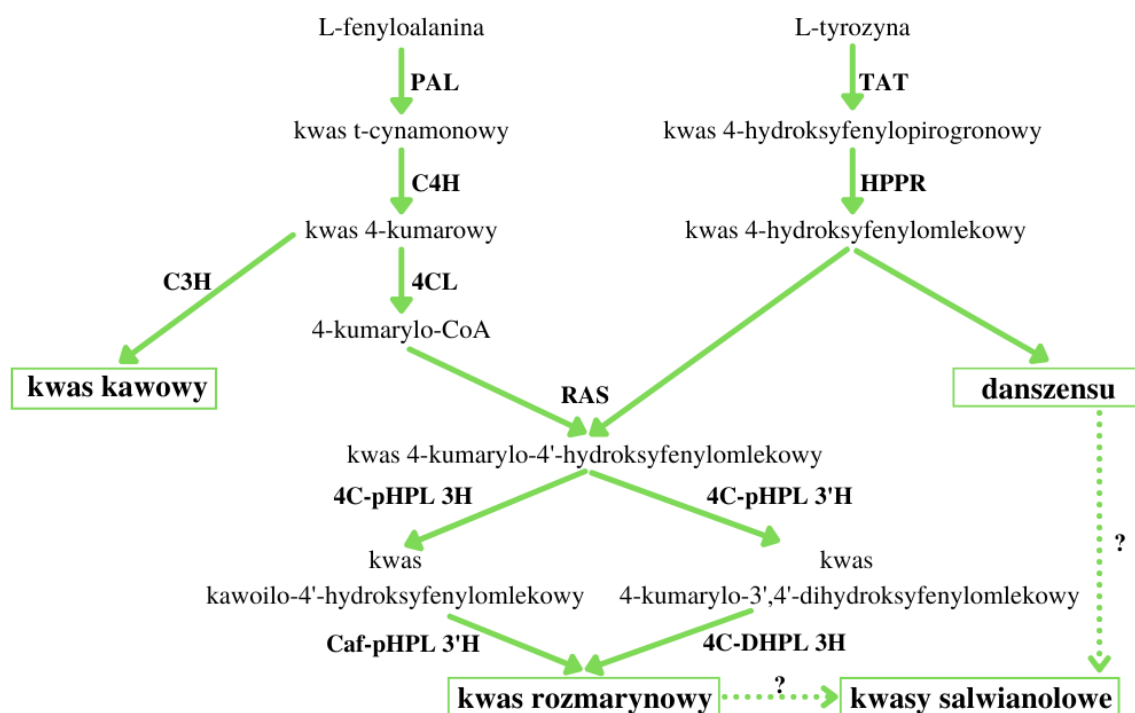 L-fenyloalanina
L-tyrozyna
PAL
TAT
kwas t-cynamonowy
kwas 4-hydroksyfenylopirogronowy
C4H
HPPR
kwas 4-kumarowy
kwas 4-hydroksyfenylomlekowy
C3H
4CL
4-kumarylo-CoA
kwas kawowy
RAS
danszensu
kwas 4-kumarylo-4'-hydroksyfenylomlekowy
4C-pHPL 3H
4C-pHPL 3'H
kwas
kawoilo-4'-hydroksyfenylomlekowy
kwas
4-kumarylo-3',4'-dihydroksyfenylomlekowy
?
Caf-pHPL 3'H
4C-DHPL 3H
kwas rozmarynowy
?
kwasy salwianolowe